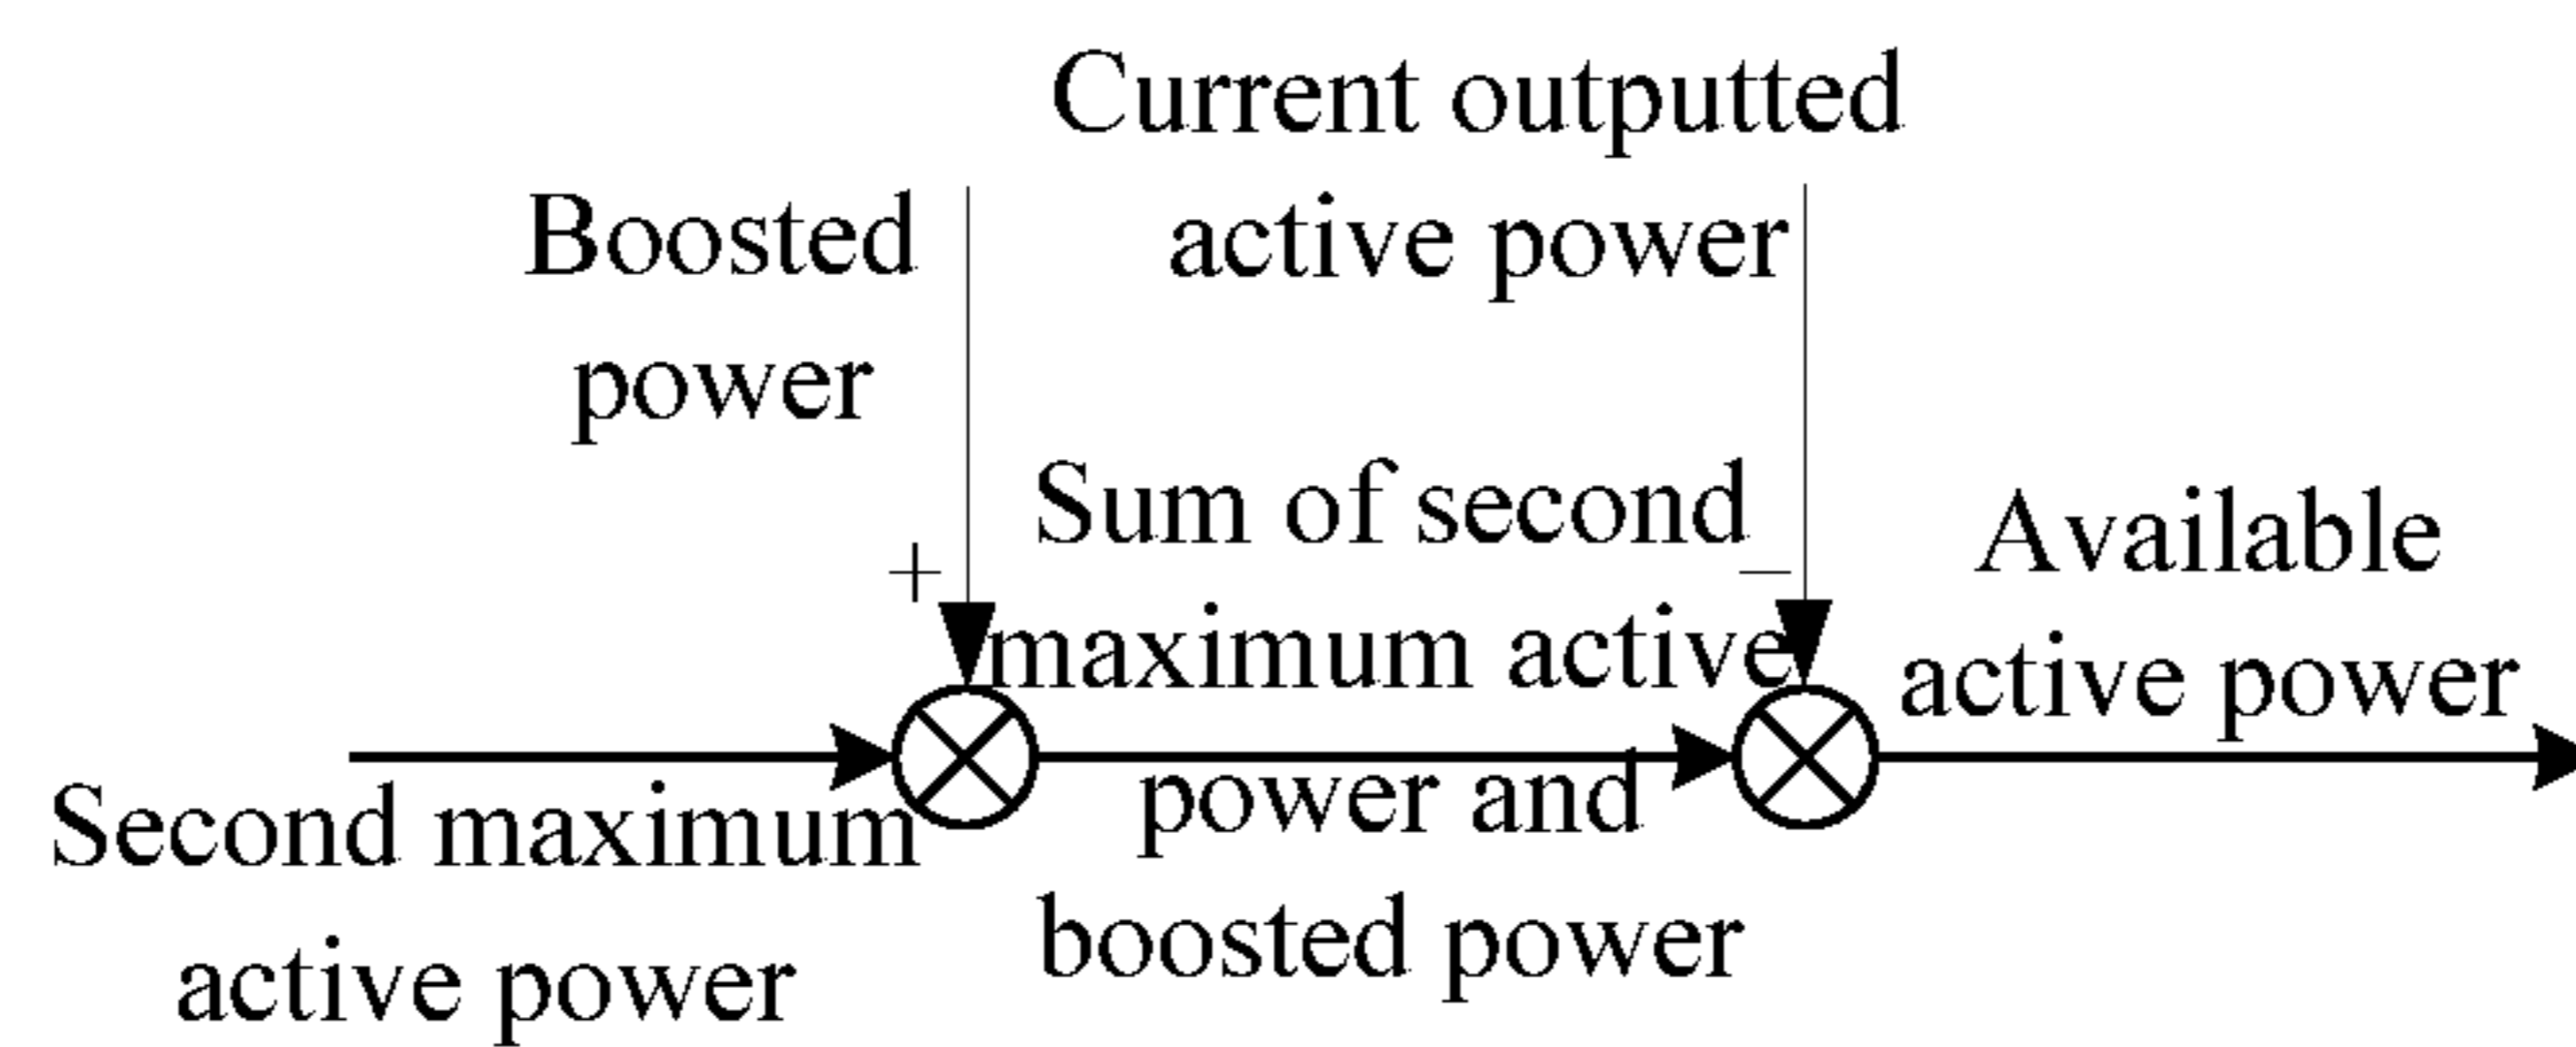 Current outputted
active power
Boosted
power
+
Sum of second
maximum active
power and
boosted power
−
Available
active power
Second maximum
active power